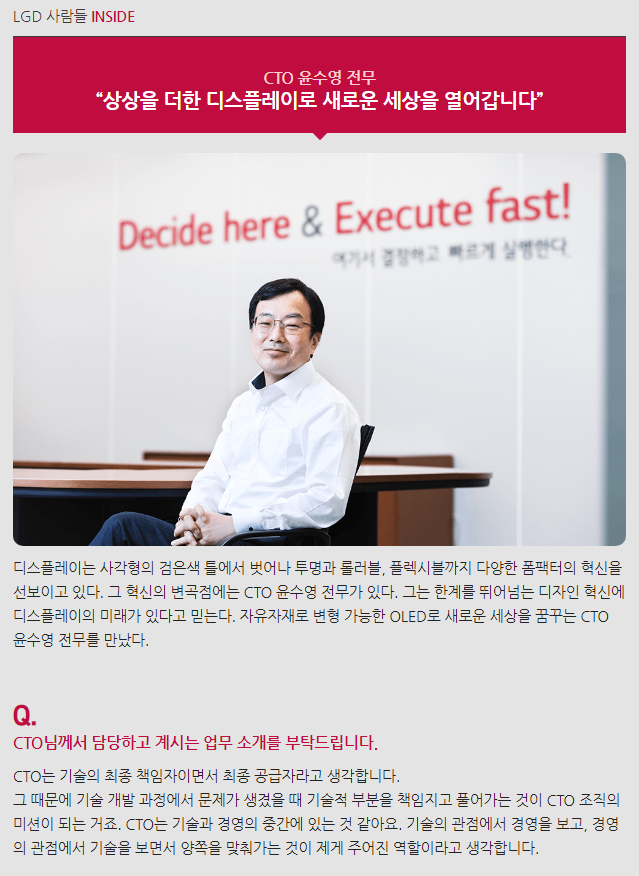 LGD 사람들 INSIDE
CTO 윤수영 전무
“상상을 더한 디스플레이로 새로운 세상을 열어갑니다”
Decide here & Execute fast!
여기서 결정하고 빠르게 실행한다.
디스플레이는 사각형의 검은색 틀에서 벗어나 투명과 롤러블, 플렉시블까지 다양한 폼팩터의 혁신을
선보이고 있다. 그 혁신의 변곡점에는 CTO 윤수영 전무가 있다. 그는 한계를 뛰어넘는 디자인 혁신에
디스플레이의 미래가 있다고 믿는다. 자유자재로 변형 가능한 OLED로 새로운 세상을 꿈꾸는 CTO
윤수영 전무를 만났다.
Q.
CTO님께서 담당하고 계시는 업무 소개를 부탁드립니다.
CTO는 기술의 최종 책임자이면서 최종 공급자라고 생각합니다.
그 때문에 기술 개발 과정에서 문제가 생겼을 때 기술적 부분을 책임지고 풀어가는 것이 CTO 조직의
미션이 되는 거죠. CTO는 기술과 경영의 중간에 있는 것 같아요. 기술의 관점에서 경영을 보고, 경영
의 관점에서 기술을 보면서 양쪽을 맞춰가는 것이 제게 주어진 역할이라고 생각합니다.